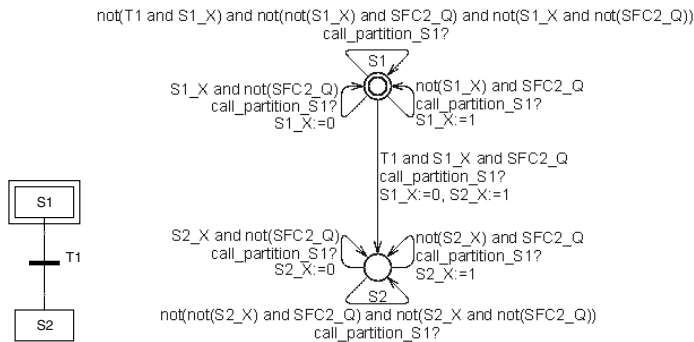 not(T1 and S1_X) and not(not(S1_X) and SFC2_Q) and not(S1_X and not(SFC2_Q))
call_partition_S1?
S1
S1_X and not(SFC2_Q)
call_partition_S1?
S1_X:=0
not(S1_X) and SFC2_Q
call_partition_S1?
S1_X:=1
T1 and S1_X and SFC2_Q
call_partition_S1?
S1_X:=0, S2_X:=1
S1
T1
S2
S2_X and not(SFC2_Q)
call_partition_S1?
S2_X:=0
not(S2_X) and SFC2_Q
call_partition_S1?
S2_X:=1
S2
not(not(S2_X) and SFC2_Q) and not(S2_X and not(SFC2_Q))
call_partition_S1?